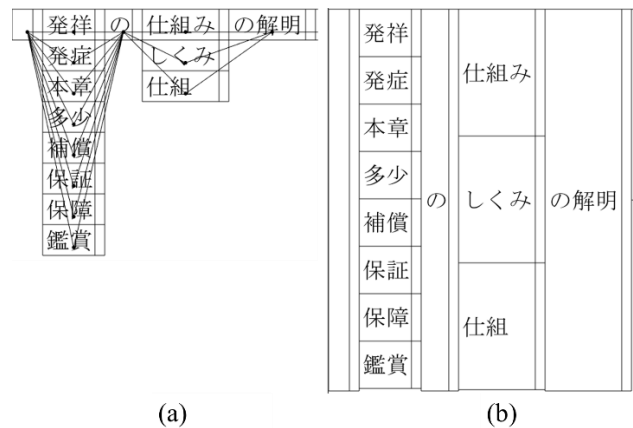 発祥 の 仕組み の解明
発症 しくみ
本章 仕組
多少
補償
保証
保障
鑑賞
(a)
発祥
発症
本章
多少
補償
保証
保障
鑑賞
の
仕組み
しくみ
仕組
の解明
(b)